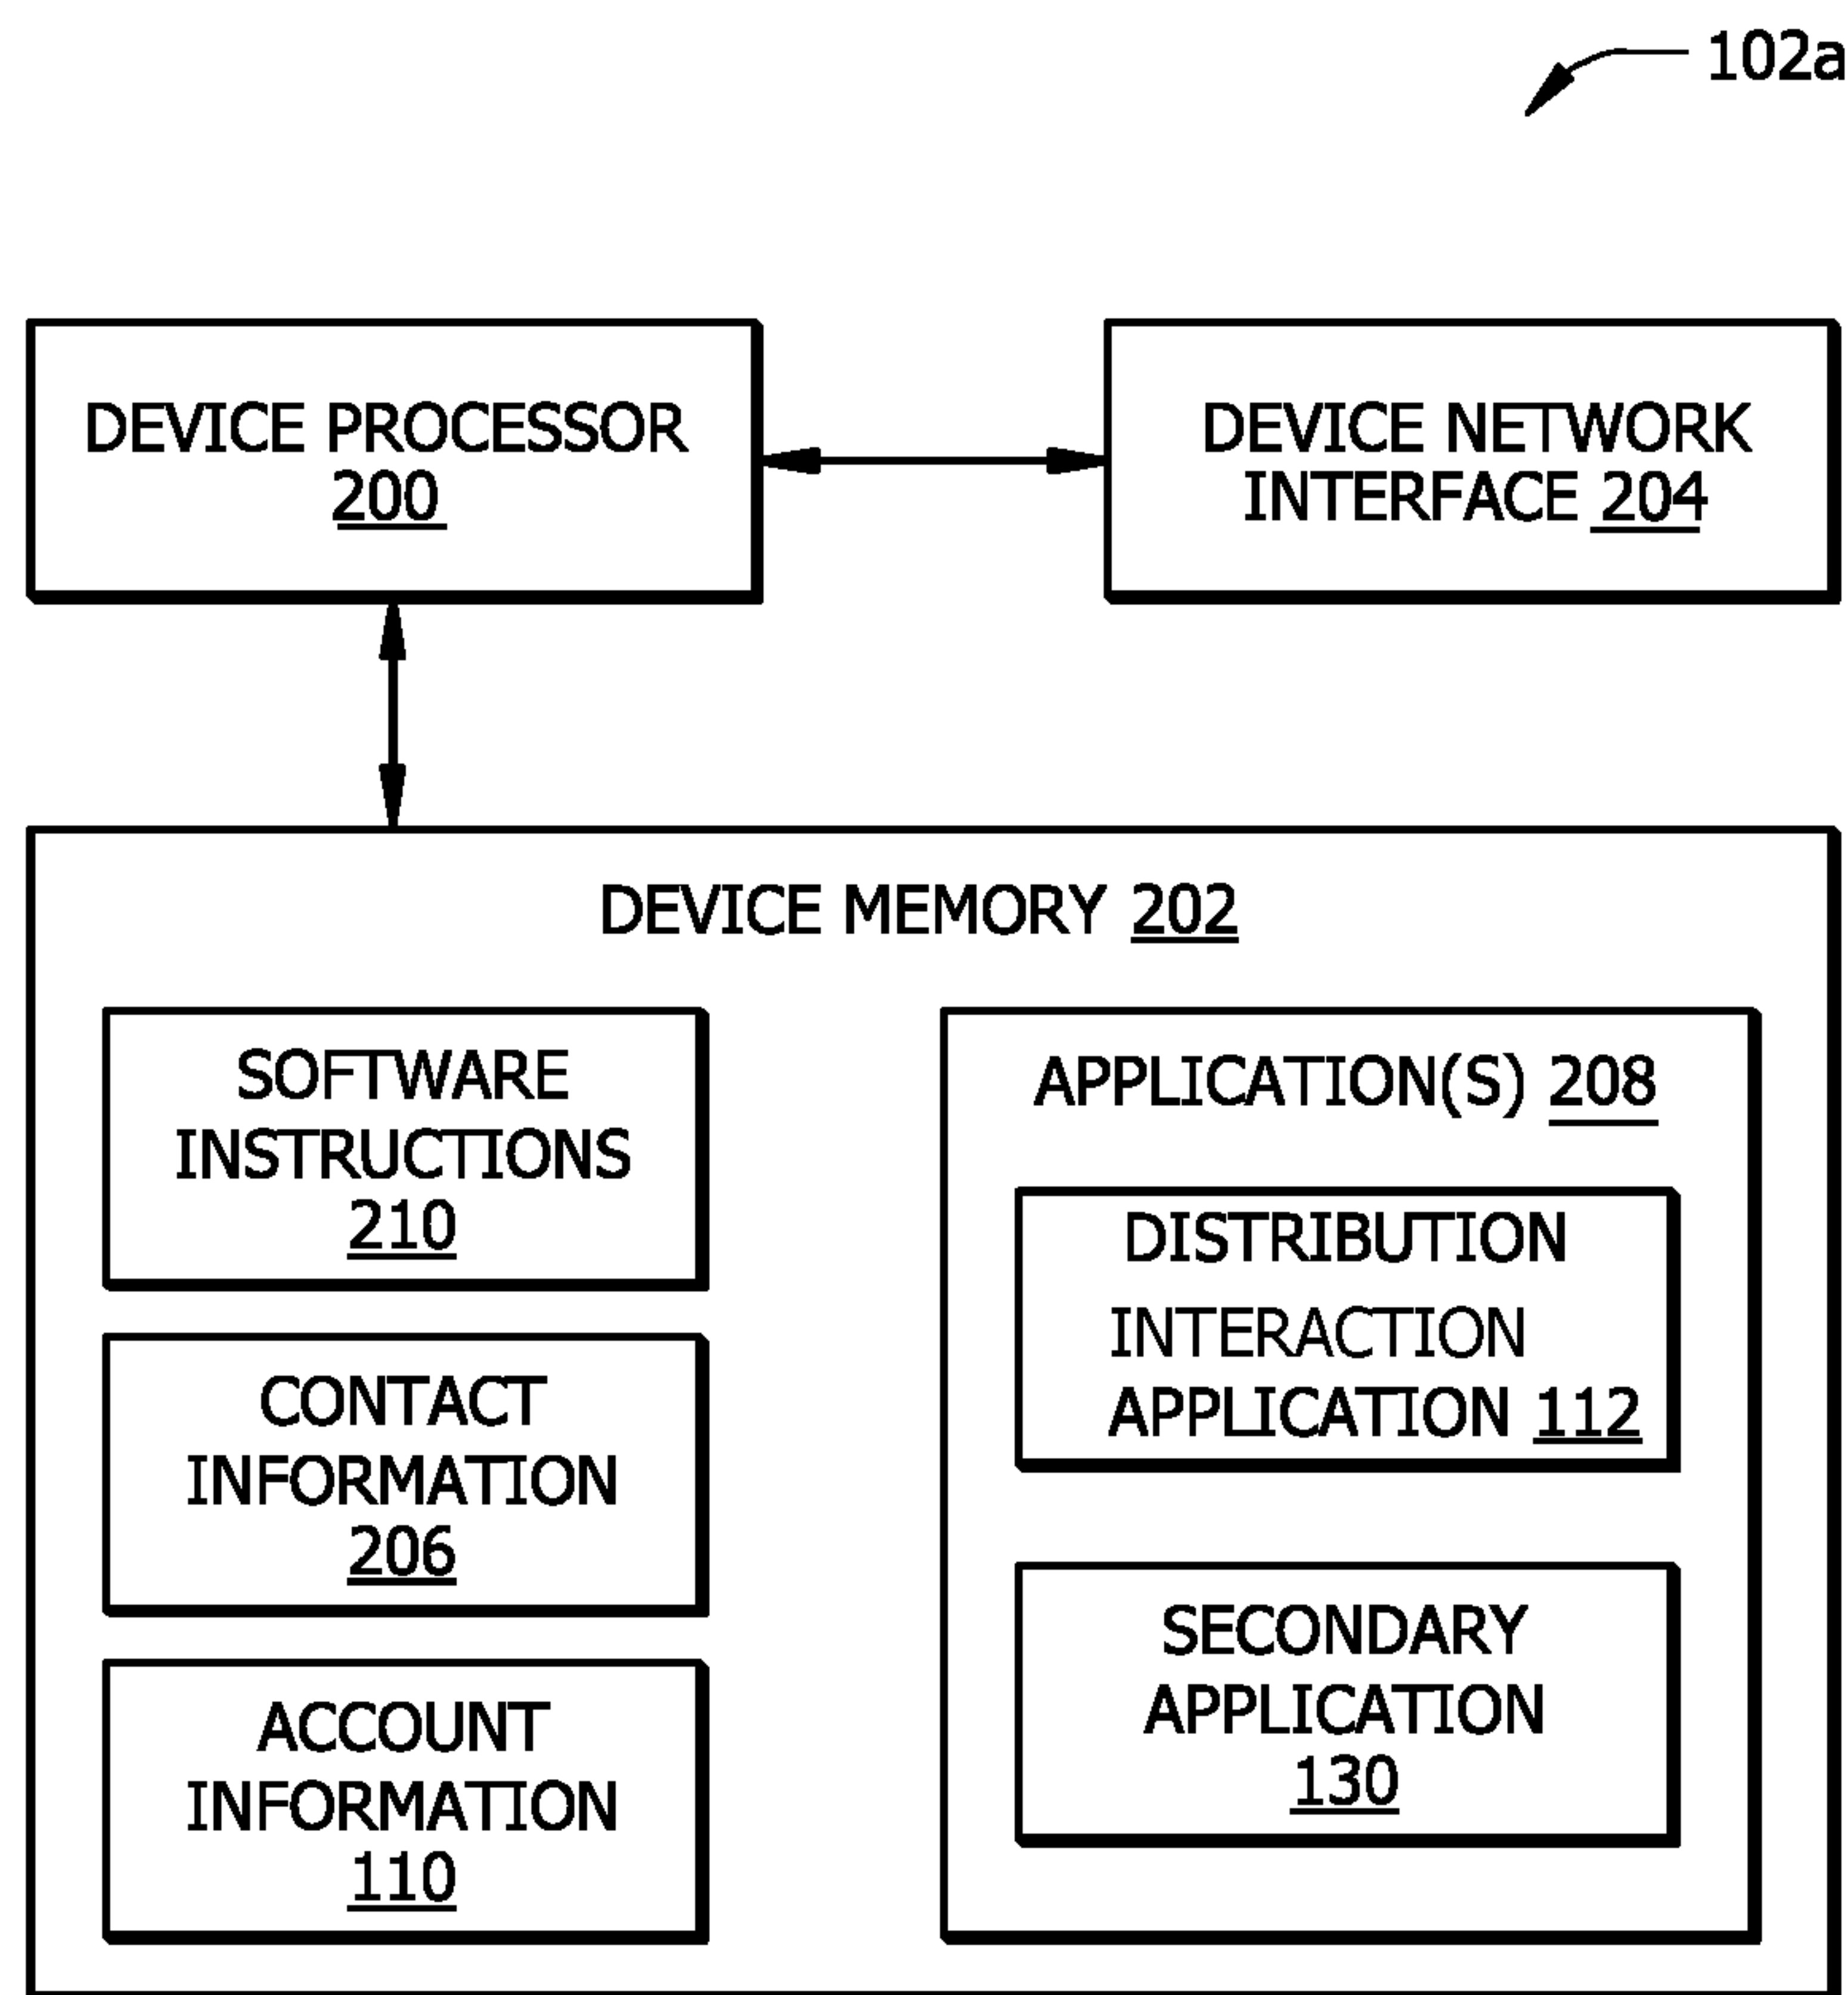 102a
DEVICE PROCESSOR
200
DEVICE NETWORK
INTERFACE 204
DEVICE MEMORY 202
SOFTWARE
INSTRUCTIONS
210
CONTACT
INFORMATION
206
ACCOUNT
INFORMATION
110
APPLICATION(S) 208
DISTRIBUTION
INTERACTION
APPLICATION 112
SECONDARY
APPLICATION
130